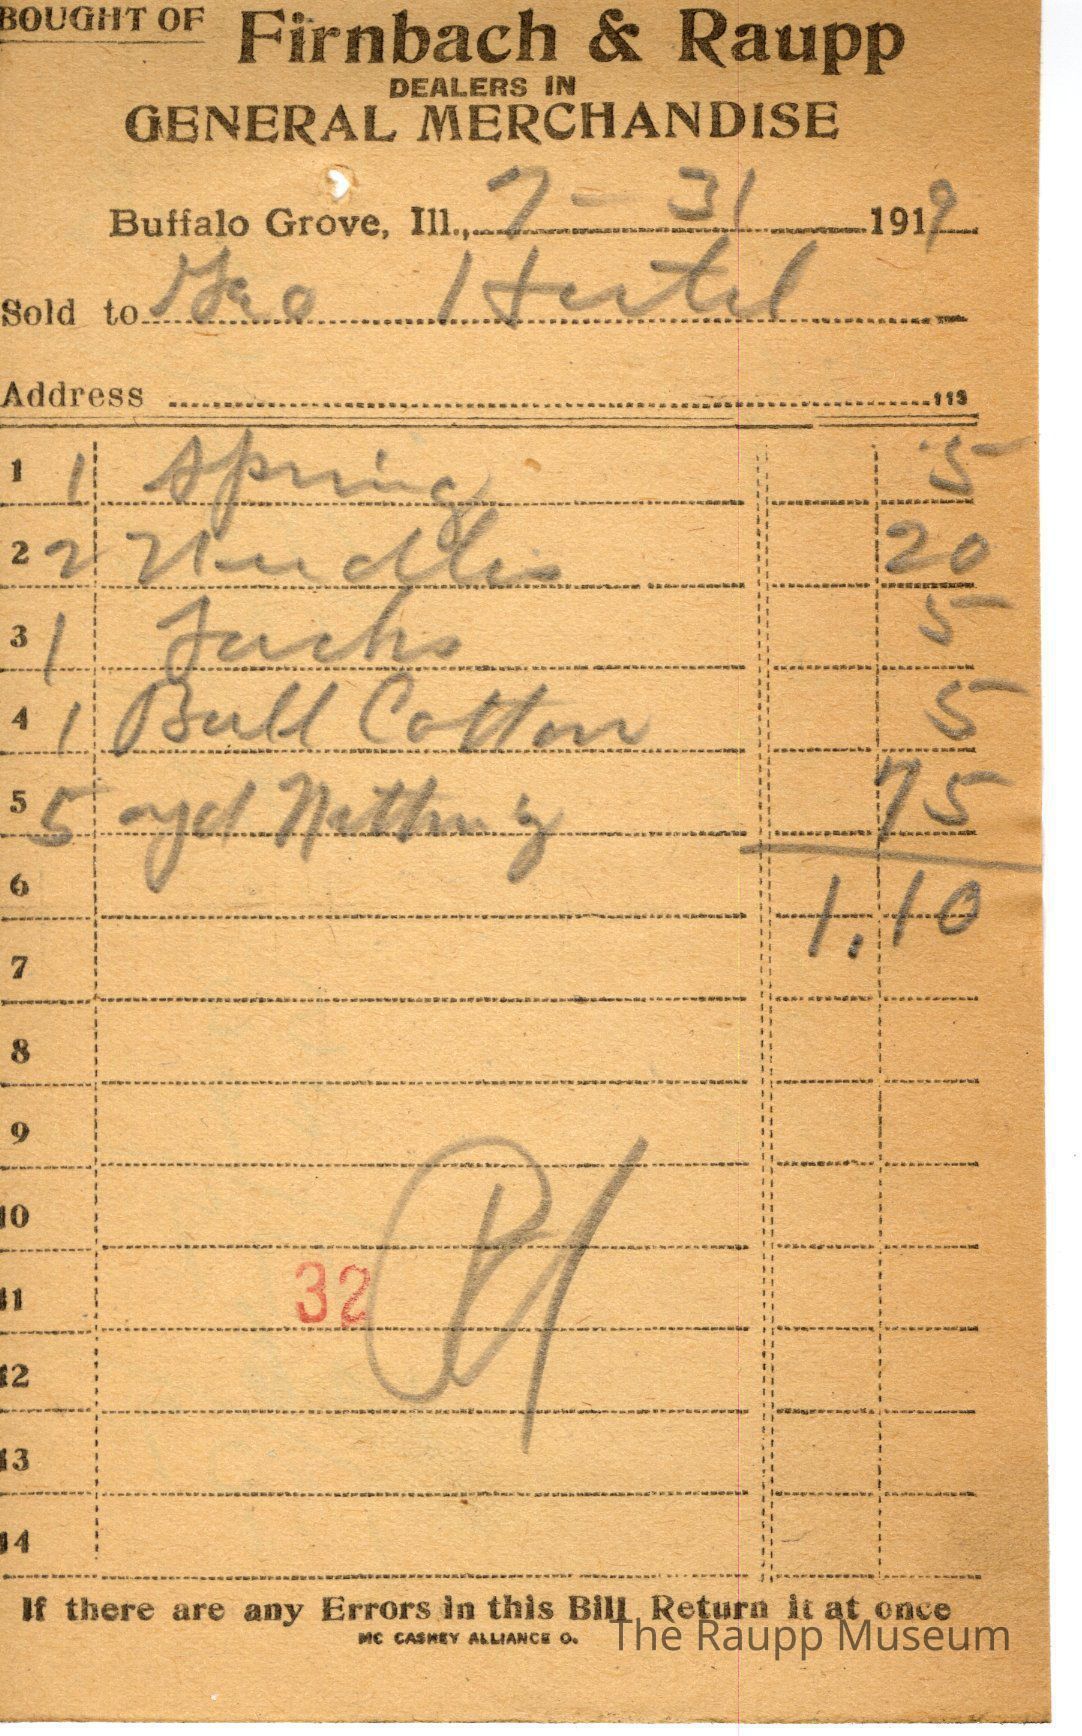 BOUGHT OF Firnbach & Raupp
DEALERS IN
GENERAL MERCHANDISE
Buffalo Grove, Ill., 7 – 31 1919
Sold to Geo Hertel
Address 113
1 1 Spring 5
2 2 Needles 20
3 1 Tacks 5
4 1 Ball Cotton 5
5 5 yd Netting 75
6 1.10
7
8
9
10
32
11
12
13
14
If there are any Errors in this Bill Return it at once
MC CASKEY ALLIANCE O.
The Raupp Museum